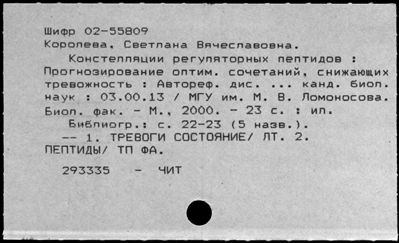 Шифр 02-55809
Королева, Светлана Вячеславовна.
Констелляции регуляторных пептидов :
Прогнозирование оптим. сочетаний, снижающих
тревожность : Автореф. дис. ... канд. биол.
наук : 03.00.13 / МГУ им. М. В. Ломоносова.
Биол. фак. - М., 2000. - 23 с. : ил.
Библиогр.: с. 22-23 (5 назв.).
-- 1. ТРЕВОГИ СОСТОЯНИЕ/ ЛТ. 2.
ПЕПТИДЫ/ ТП ФА.
293335 - ЧИТ